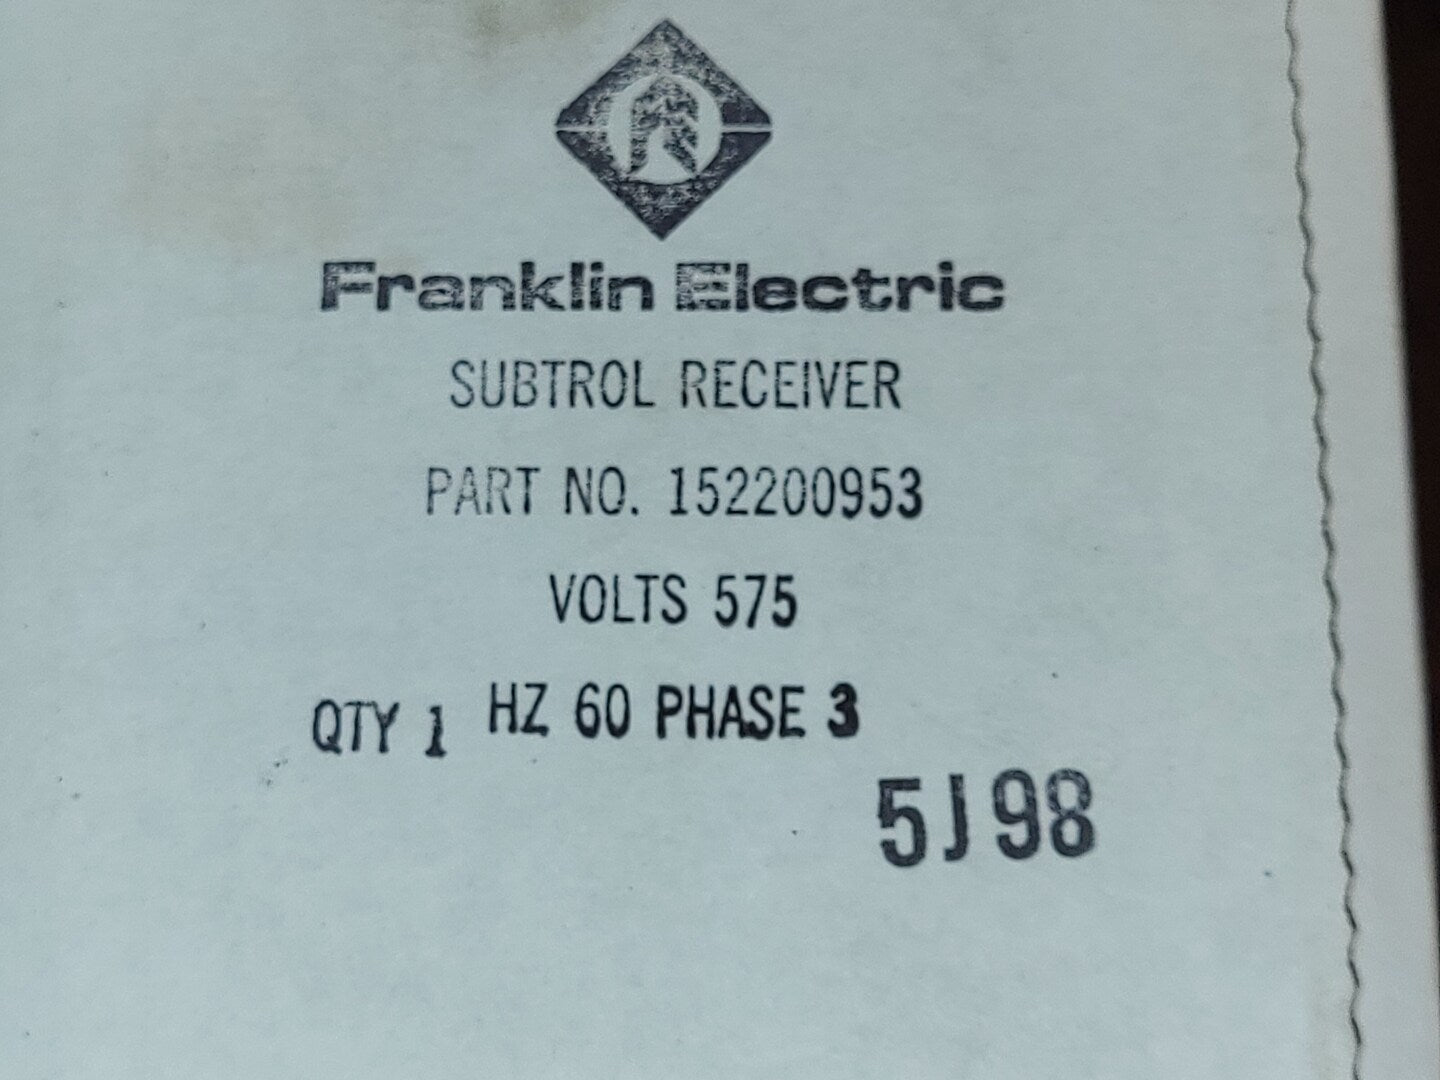 Franklin Electric
SUBTROL RECEIVER
PART NO. 152200953
VOLTS 575
QTY 1 HZ 60 PHASE 3
5J98